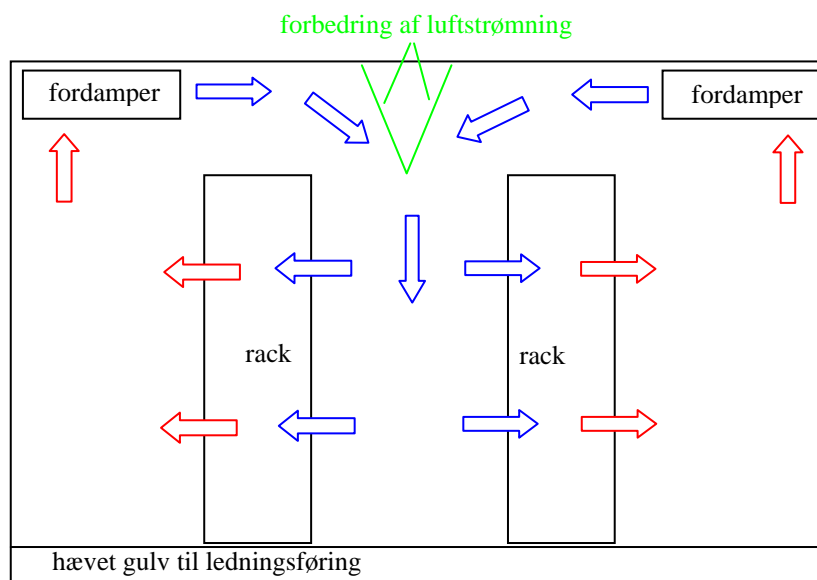 forbedring af luftstrømning
fordamper
fordamper
rack
rack
hævet gulv til ledningsføring